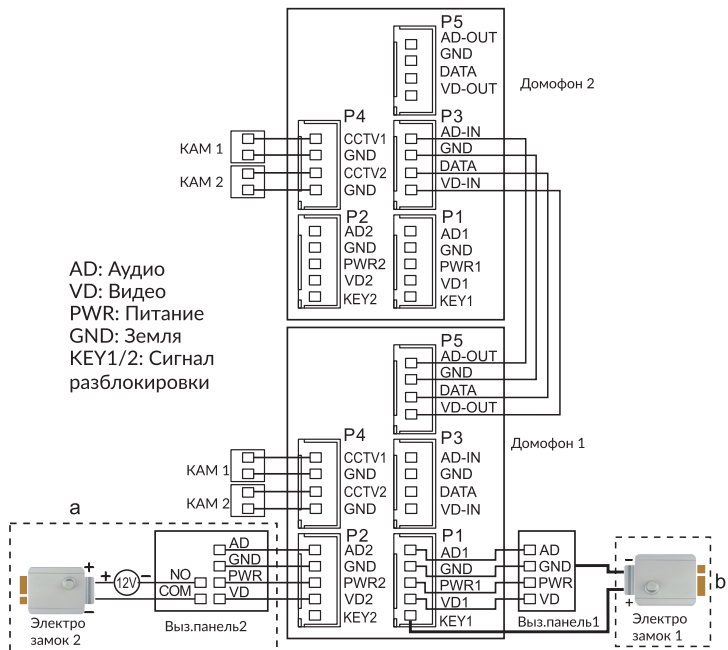 P5
AD-OUT
GND
DATA
VD-OUT
Домофон 2
P4
CCTV1
GND
CCTV2
GND
КАМ 1
КАМ 2
P3
AD-IN
GND
DATA
VD-IN
P2
AD2
GND
PWR2
VD2
KEY2
P1
AD1
GND
PWR1
VD1
KEY1
AD: Аудио
VD: Видео
PWR: Питание
GND: Земля
KEY1/2: Сигнал
разблокировки
P5
AD-OUT
GND
DATA
VD-OUT
Домофон 1
P4
CCTV1
GND
CCTV2
GND
КАМ 1
КАМ 2
P3
AD-IN
GND
DATA
VD-IN
a
+
+ 12V −
−
NO
COM
AD
GND
PWR
VD
Электро
замок 2
Выз.панель2
P2
AD2
GND
PWR2
VD2
KEY2
P1
AD1
GND
PWR1
VD1
KEY1
AD
GND
PWR
VD
Выз.панель1
−
+
b
Электро
замок 1